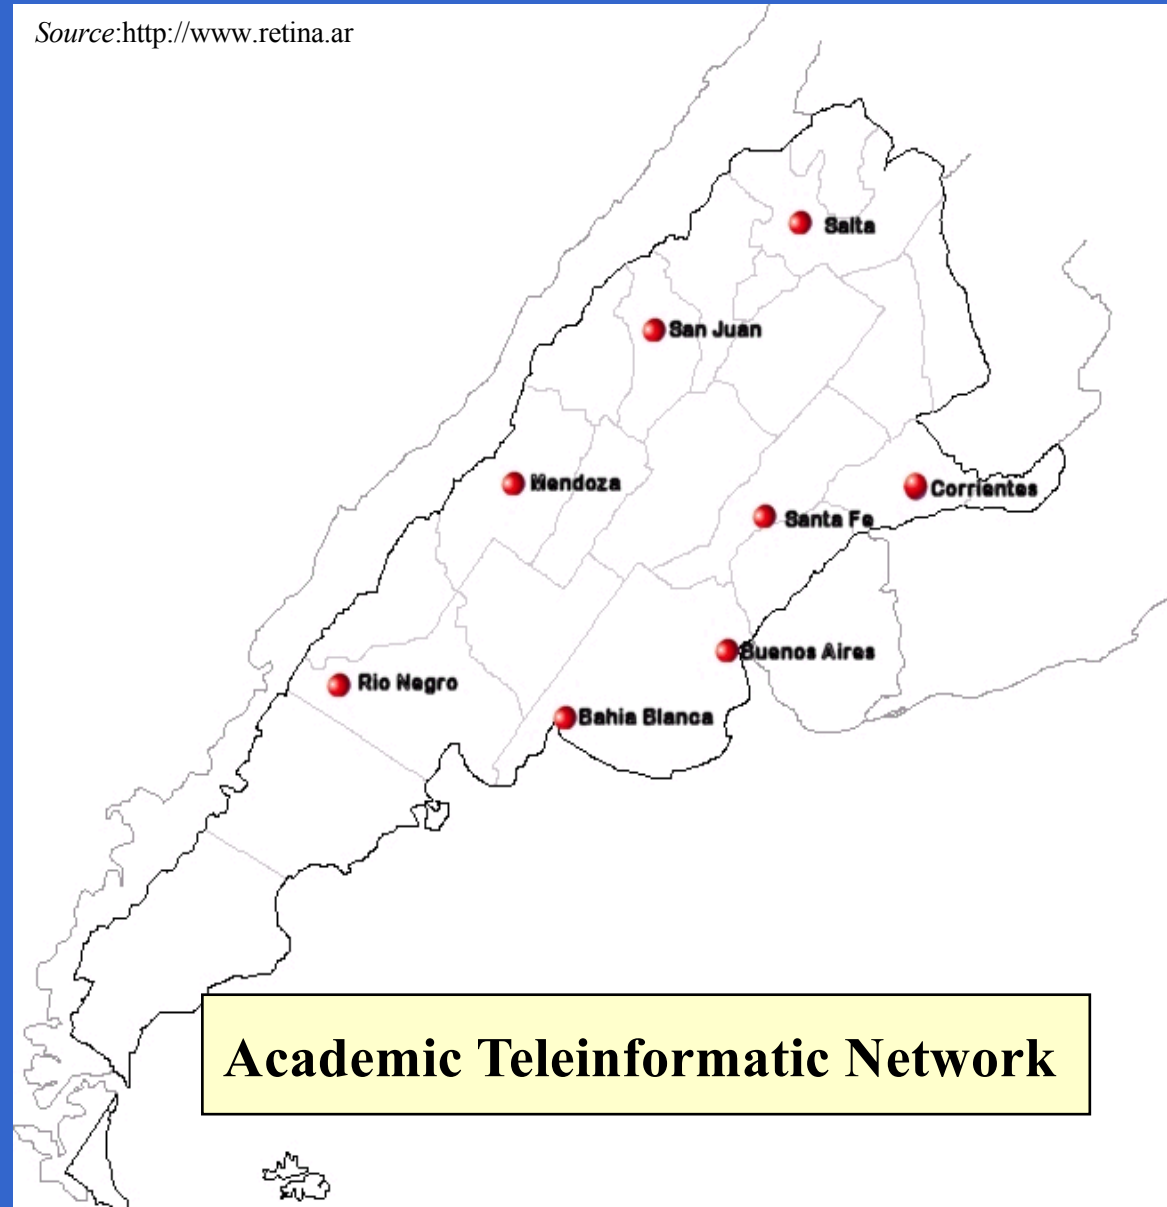 Source:http://www.retina.ar
Salta
San Juan
Mendoza
Corrientes
Santa Fe
Buenos Aires
Rio Negro
Bahia Blanca
Academic Teleinformatic Network